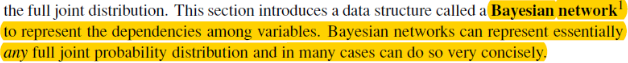 the full joint distribution. This section introduces a data structure called a Bayesian network¹
to represent the dependencies among variables. Bayesian networks can represent essentially
any full joint probability distribution and in many cases can do so very concisely.